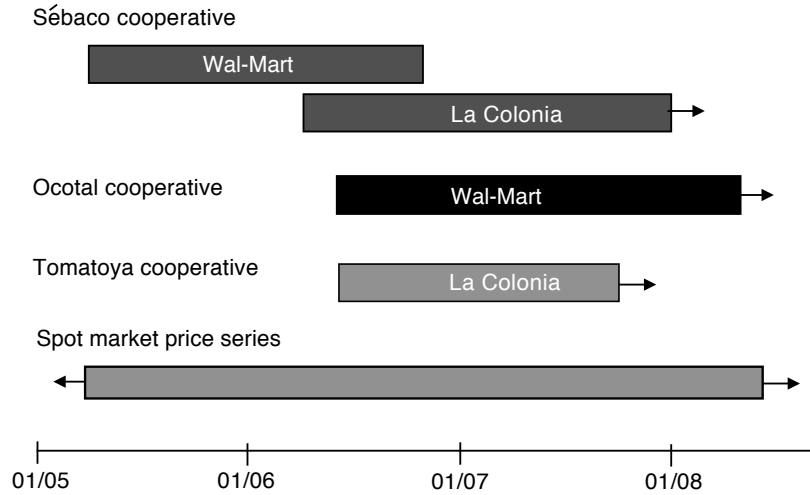 Sébaco cooperative
Wal-Mart
La Colonia
Ocotal cooperative
Wal-Mart
Tomatoya cooperative
La Colonia
Spot market price series
01/05 01/06 01/07 01/08